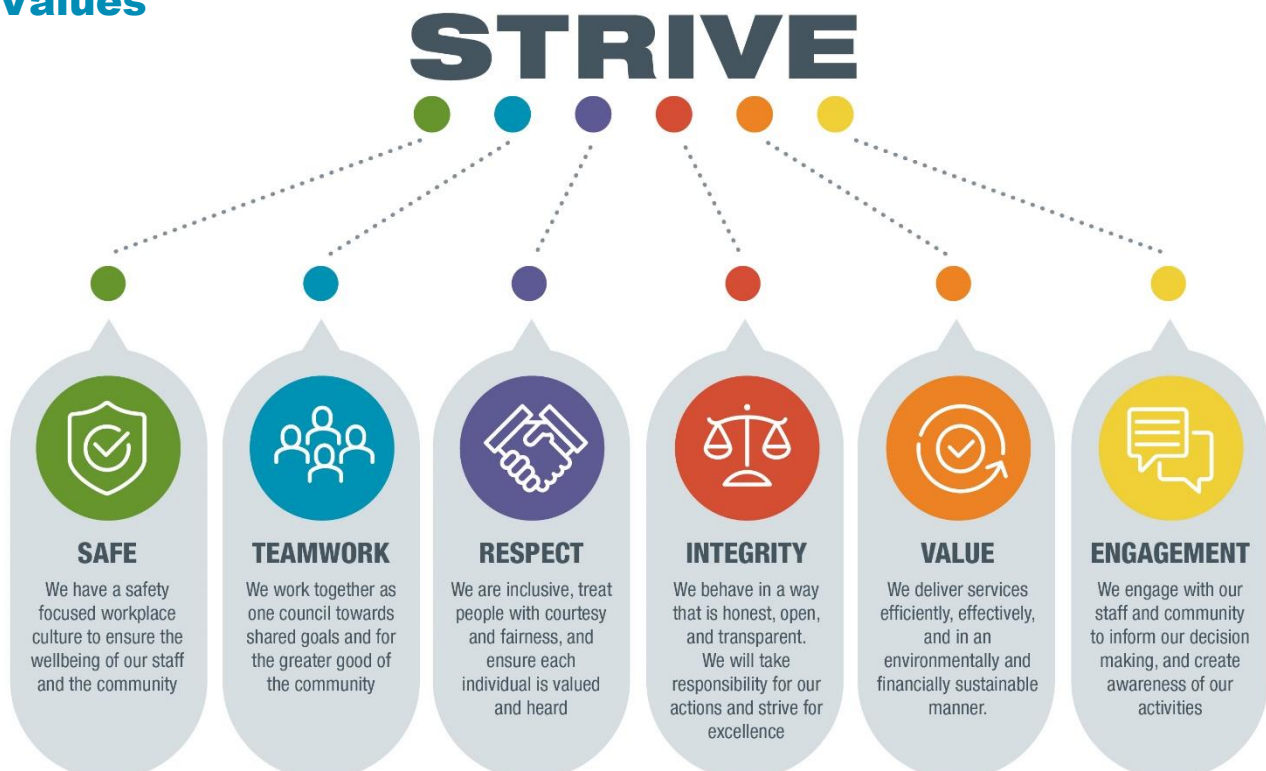 Values
STRIVE
SAFE
We have a safety
focused workplace
culture to ensure the
wellbeing of our staff
and the community
TEAMWORK
We work together as
one council towards
shared goals and for
the greater good of
the community
RESPECT
We are inclusive, treat
people with courtesy
and fairness, and
ensure each
individual is valued
and heard
INTEGRITY
We behave in a way
that is honest, open,
and transparent.
We will take
responsibility for our
actions and strive for
excellence
VALUE
We deliver services
efficiently, effectively,
and in an
environmentally and
financially sustainable
manner.
ENGAGEMENT
We engage with our
staff and community
to inform our decision
making, and create
awareness of our
activities